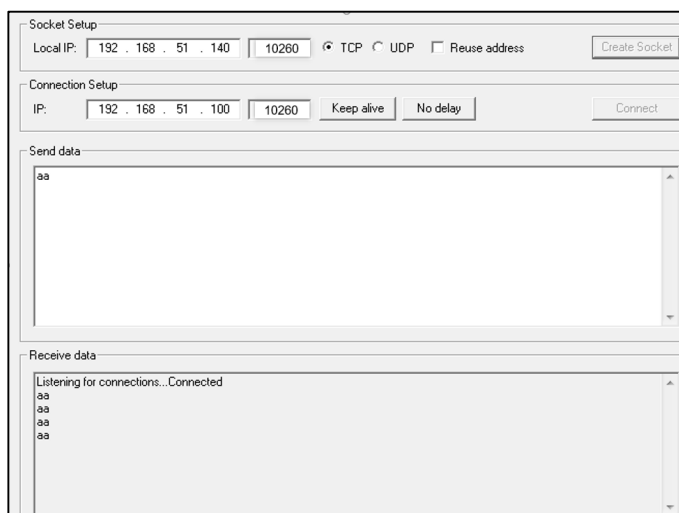 Socket Setup
Local IP: 192 . 168 . 51 . 140 10260 TCP UDP Reuse address Create Socket
Connection Setup
IP: 192 . 168 . 51 . 100 10260 Keep alive No delay Connect
Send data
aa
Receive data
Listening for connections...Connected
aa
aa
aa
aa